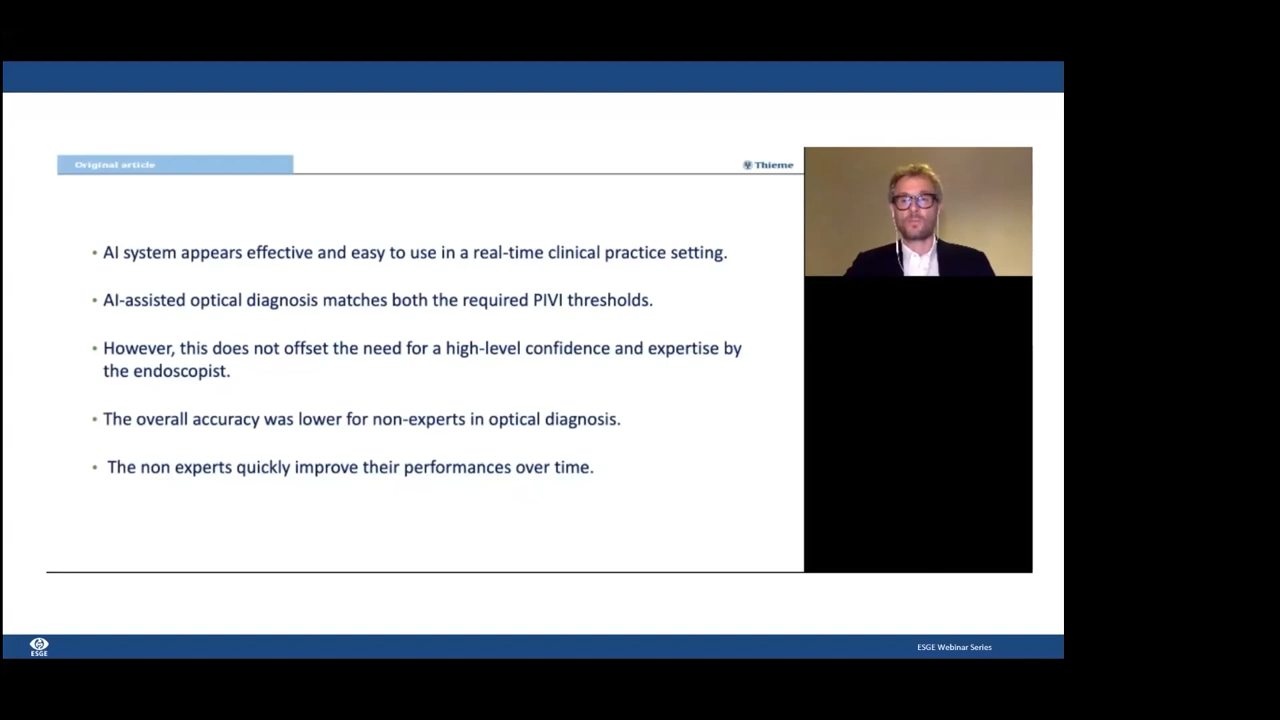 Original article
Thieme
• AI system appears effective and easy to use in a real-time clinical practice setting.
• AI-assisted optical diagnosis matches both the required PIVI thresholds.
• However, this does not offset the need for a high-level confidence and expertise by
the endoscopist.
• The overall accuracy was lower for non-experts in optical diagnosis.
• The non experts quickly improve their performances over time.
ESGE
ESGE Webinar Series